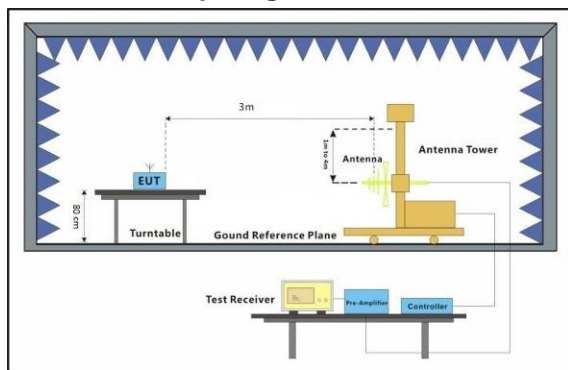 3m
1m to 4m
Antenna
Antenna Tower
EUT
80 cm
Turntable
Gound Reference Plane
Test Receiver
Pre-Amplifier
Controller